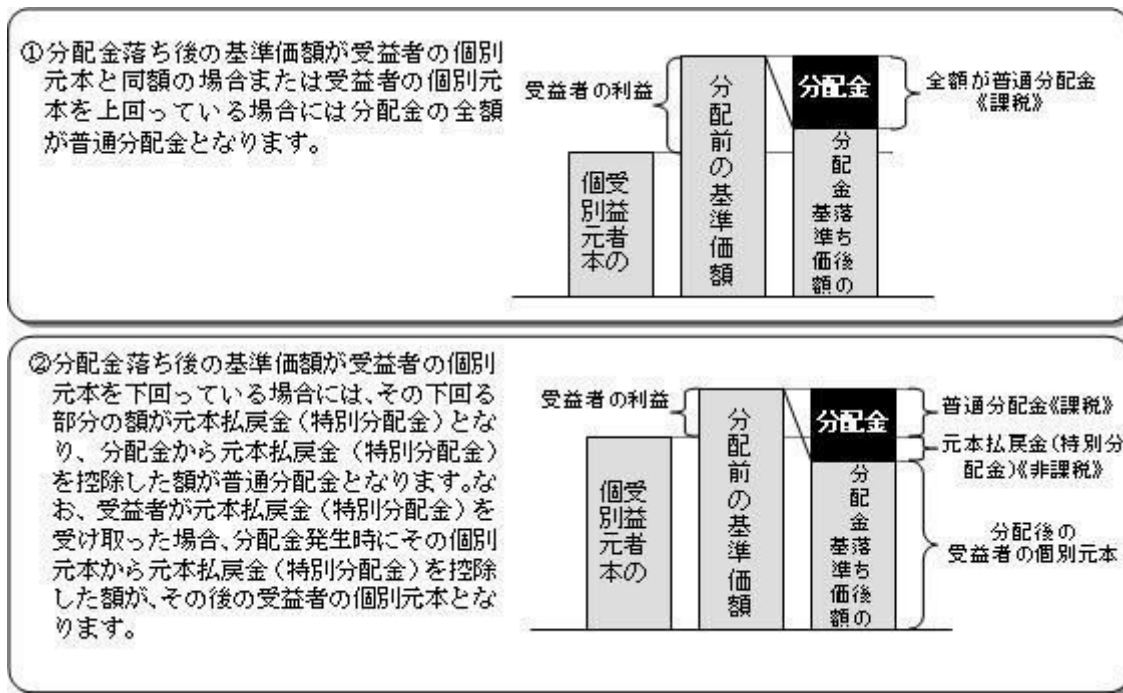 ①分配金落ち後の基準価額が受益者の個別
元本と同額の場合または受益者の個別元
本を上回っている場合には分配金の全額
が普通分配金となります。
受益者の利益
受益者の
個別元本
分配前の基準価額
分配金
分配金落ち後の
基準価額
全額が普通分配金
《課税》
②分配金落ち後の基準価額が受益者の個別
元本を下回っている場合には、その下回る
部分の額が元本払戻金（特別分配金）とな
り、分配金から元本払戻金（特別分配金）
を控除した額が普通分配金となります。な
お、受益者が元本払戻金（特別分配金）を
受け取った場合、分配金発生時にその個別
元本から元本払戻金（特別分配金）を控除
した額が、その後の受益者の個別元本とな
ります。
受益者の利益
受益者の
個別元本
分配前の基準価額
分配金
分配金落ち後の
基準価額
普通分配金《課税》
元本払戻金（特別分
配金）《非課税》
分配後の
受益者の個別元本